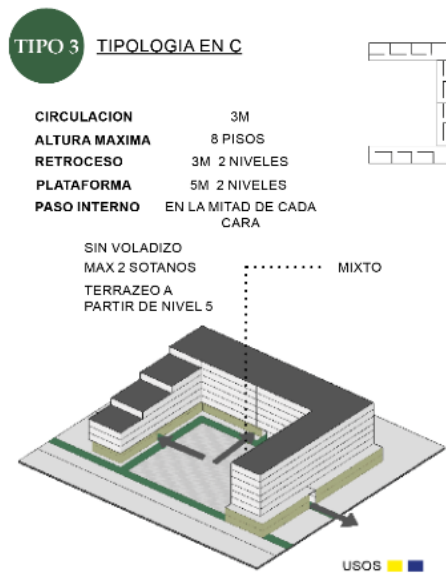 TIPO 3 TIPOLOGIA EN C
CIRCULACION 3M
ALTURA MAXIMA 8 PISOS
RETROCESO 3M 2 NIVELES
PLATAFORMA 5M 2 NIVELES
PASO INTERNO EN LA MITAD DE CADA
CARA
SIN VOLADIZO
MAX 2 SOTANOS
MIXTO
TERRAZEO A
PARTIR DE NIVEL 5
USOS